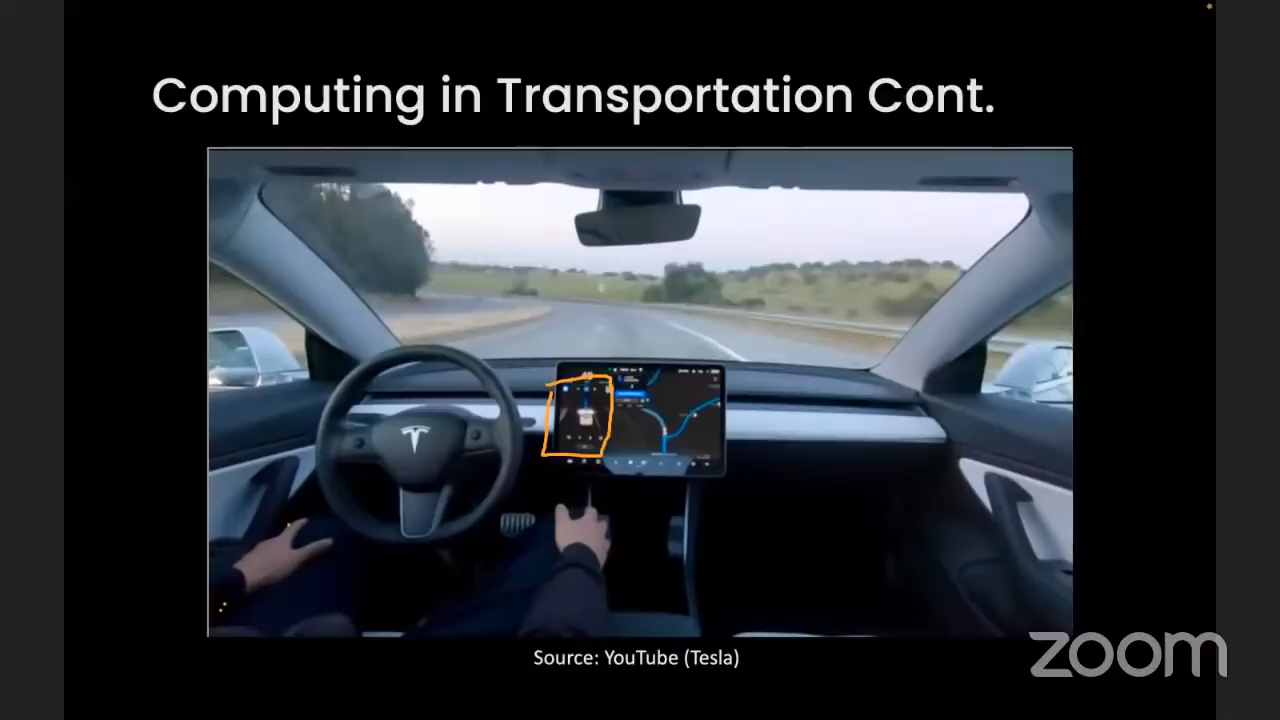 Computing in Transportation Cont.
Source: YouTube (Tesla)
zoom